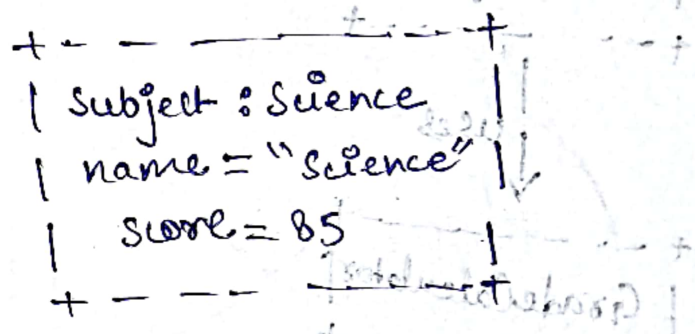 + - - - - - - - +
| Subject : Science |
| name = "Science" |
| score = 85 |
+ - - - - - - - +